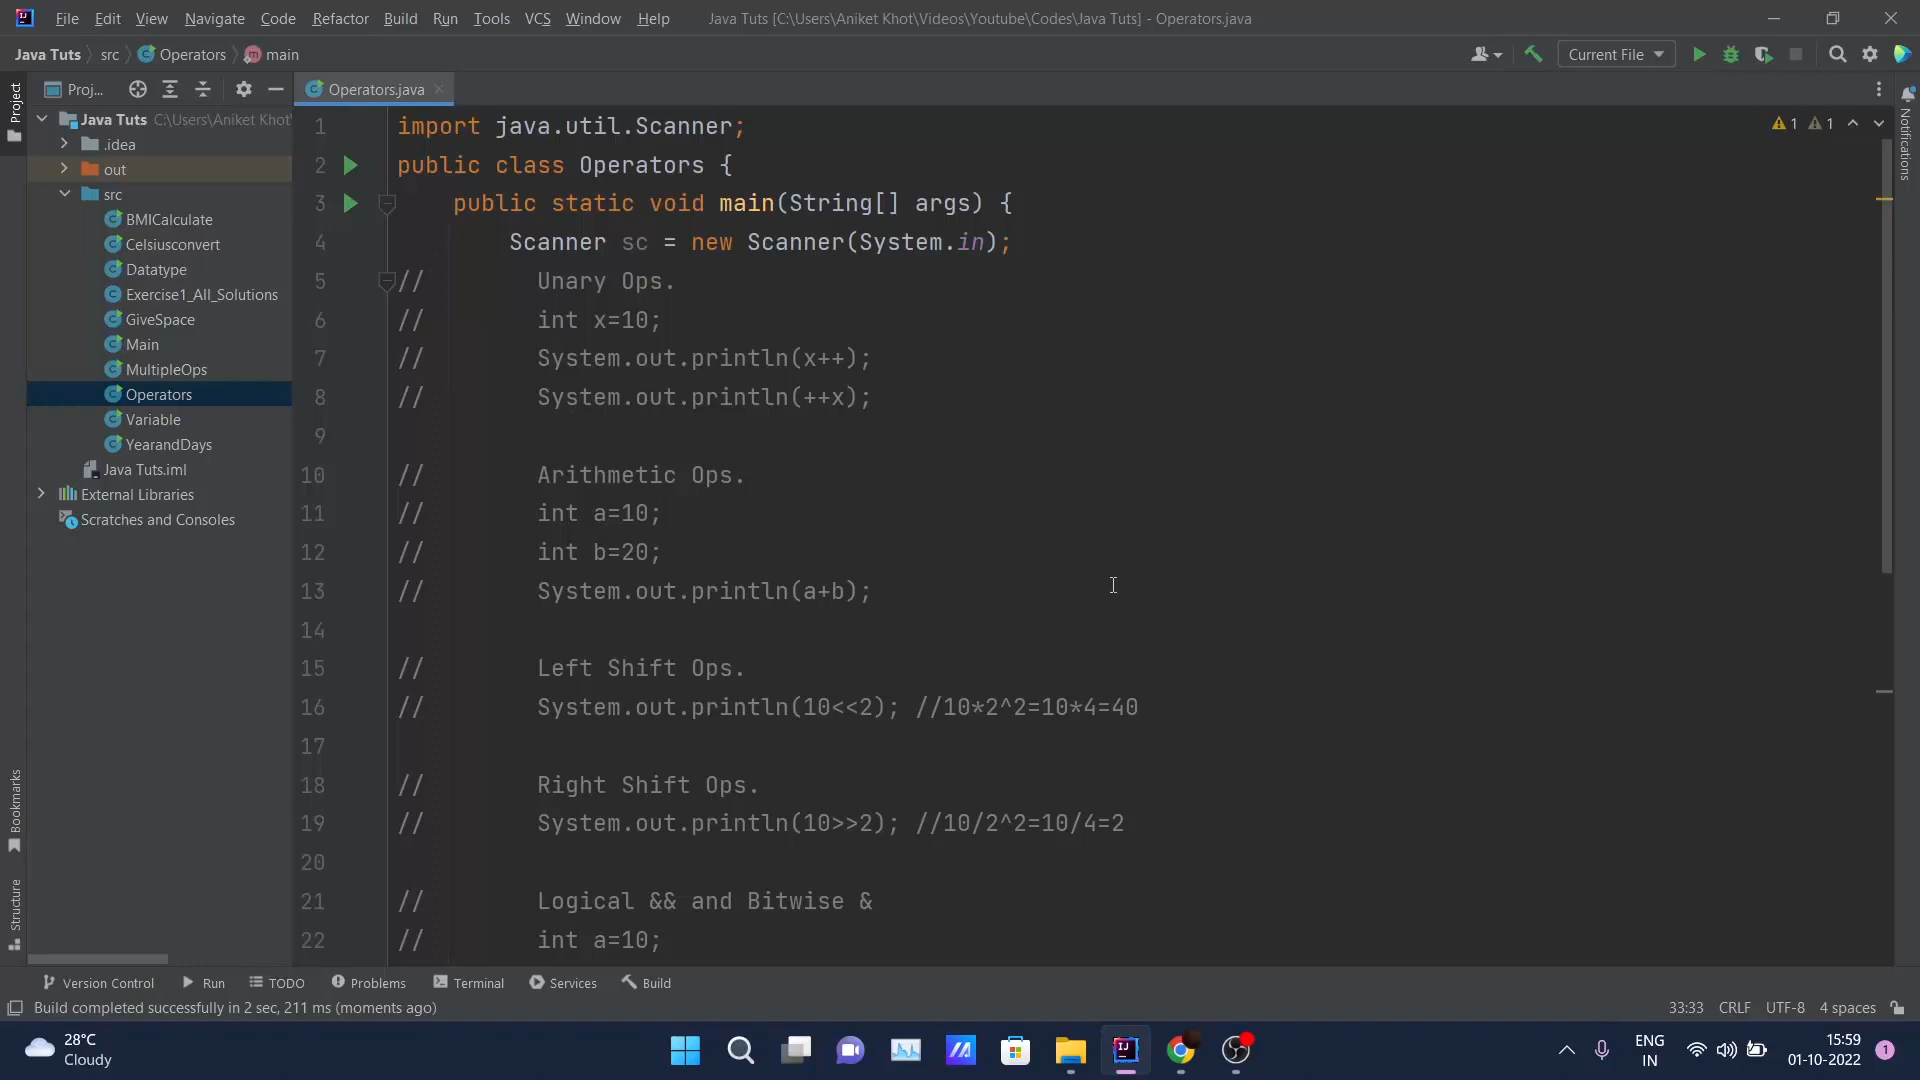 File Edit View Navigate Code Refactor Build Run Tools VCS Window Help Java Tuts [C:\Users\Aniket Khot\Videos\Youtube\Codes\Java Tuts] - Operators.java
Java Tuts src Operators main Current File
Proj... Operators.java
Project
Notifications
Bookmarks
Structure
Java Tuts C:\Users\Aniket Khot\
.idea
out
src
BMICalculate
Celsiusconvert
Datatype
Exercise1_All_Solutions
GiveSpace
Main
MultipleOps
Operators
Variable
YearandDays
Java Tuts.iml
External Libraries
Scratches and Consoles
1 1
1 import java.util.Scanner;
2 public class Operators {
3 public static void main(String[] args) {
4 Scanner sc = new Scanner(System.in);
5 // Unary Ops.
6 // int x=10;
7 // System.out.println(x++);
8 // System.out.println(++x);
9
10 // Arithmetic Ops.
11 // int a=10;
12 // int b=20;
13 // System.out.println(a+b);
14
15 // Left Shift Ops.
16 // System.out.println(10<<2); //10*2^2=10*4=40
17
18 // Right Shift Ops.
19 // System.out.println(10>>2); //10/2^2=10/4=2
20
21 // Logical && and Bitwise &
22 // int a=10;
Version Control Run TODO Problems Terminal Services Build
Build completed successfully in 2 sec, 211 ms (moments ago) 33:33 CRLF UTF-8 4 spaces
28°C
Cloudy
IJ
ENG
IN
15:59
01-10-2022
1